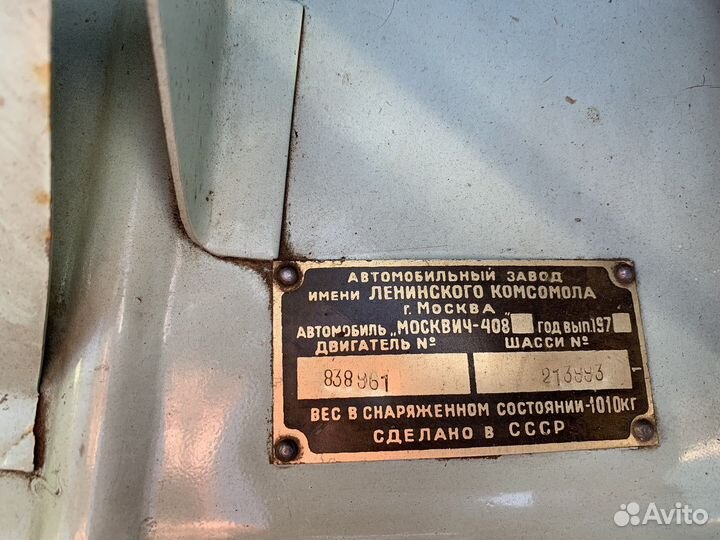 АВТОМОБИЛЬНЫЙ ЗАВОД
ИМЕНИ ЛЕНИНСКОГО КОМСОМОЛА
г. МОСКВА
АВТОМОБИЛЬ „МОСКВИЧ-408 " ГОД ВЫП.197
ДВИГАТЕЛЬ № ШАССИ №
838961 213993
ВЕС В СНАРЯЖЕННОМ СОСТОЯНИИ-1010КГ
СДЕЛАНО В СССР
Avito